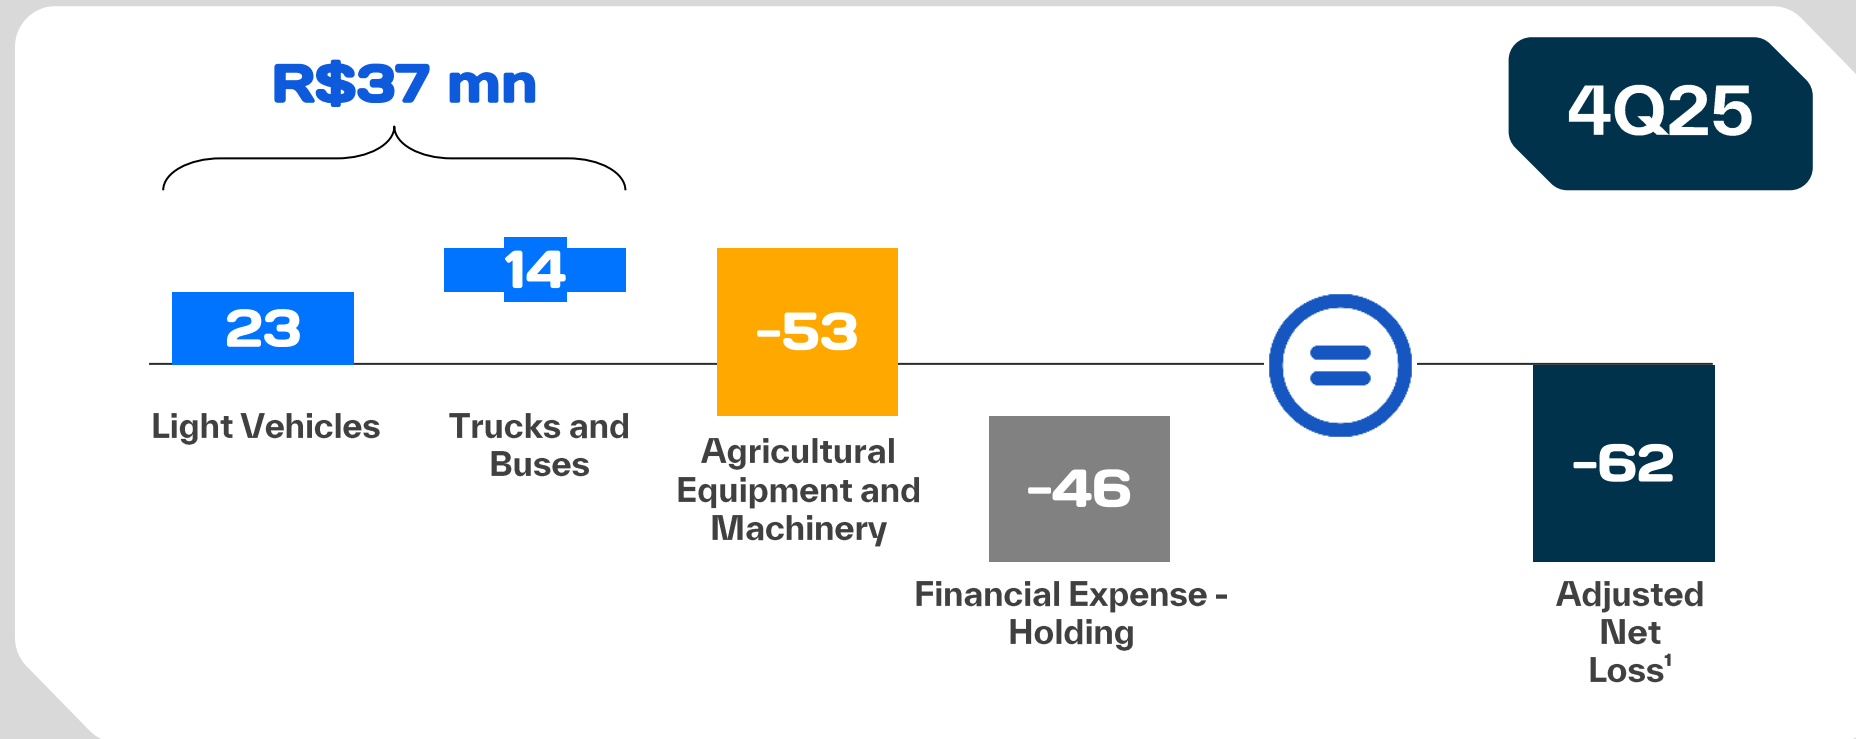 R$37 mn
4Q25
23
14
-53
-46
-62
Light Vehicles
Trucks and
Buses
Agricultural
Equipment and
Machinery
Financial Expense -
Holding
Adjusted
Net
Loss¹